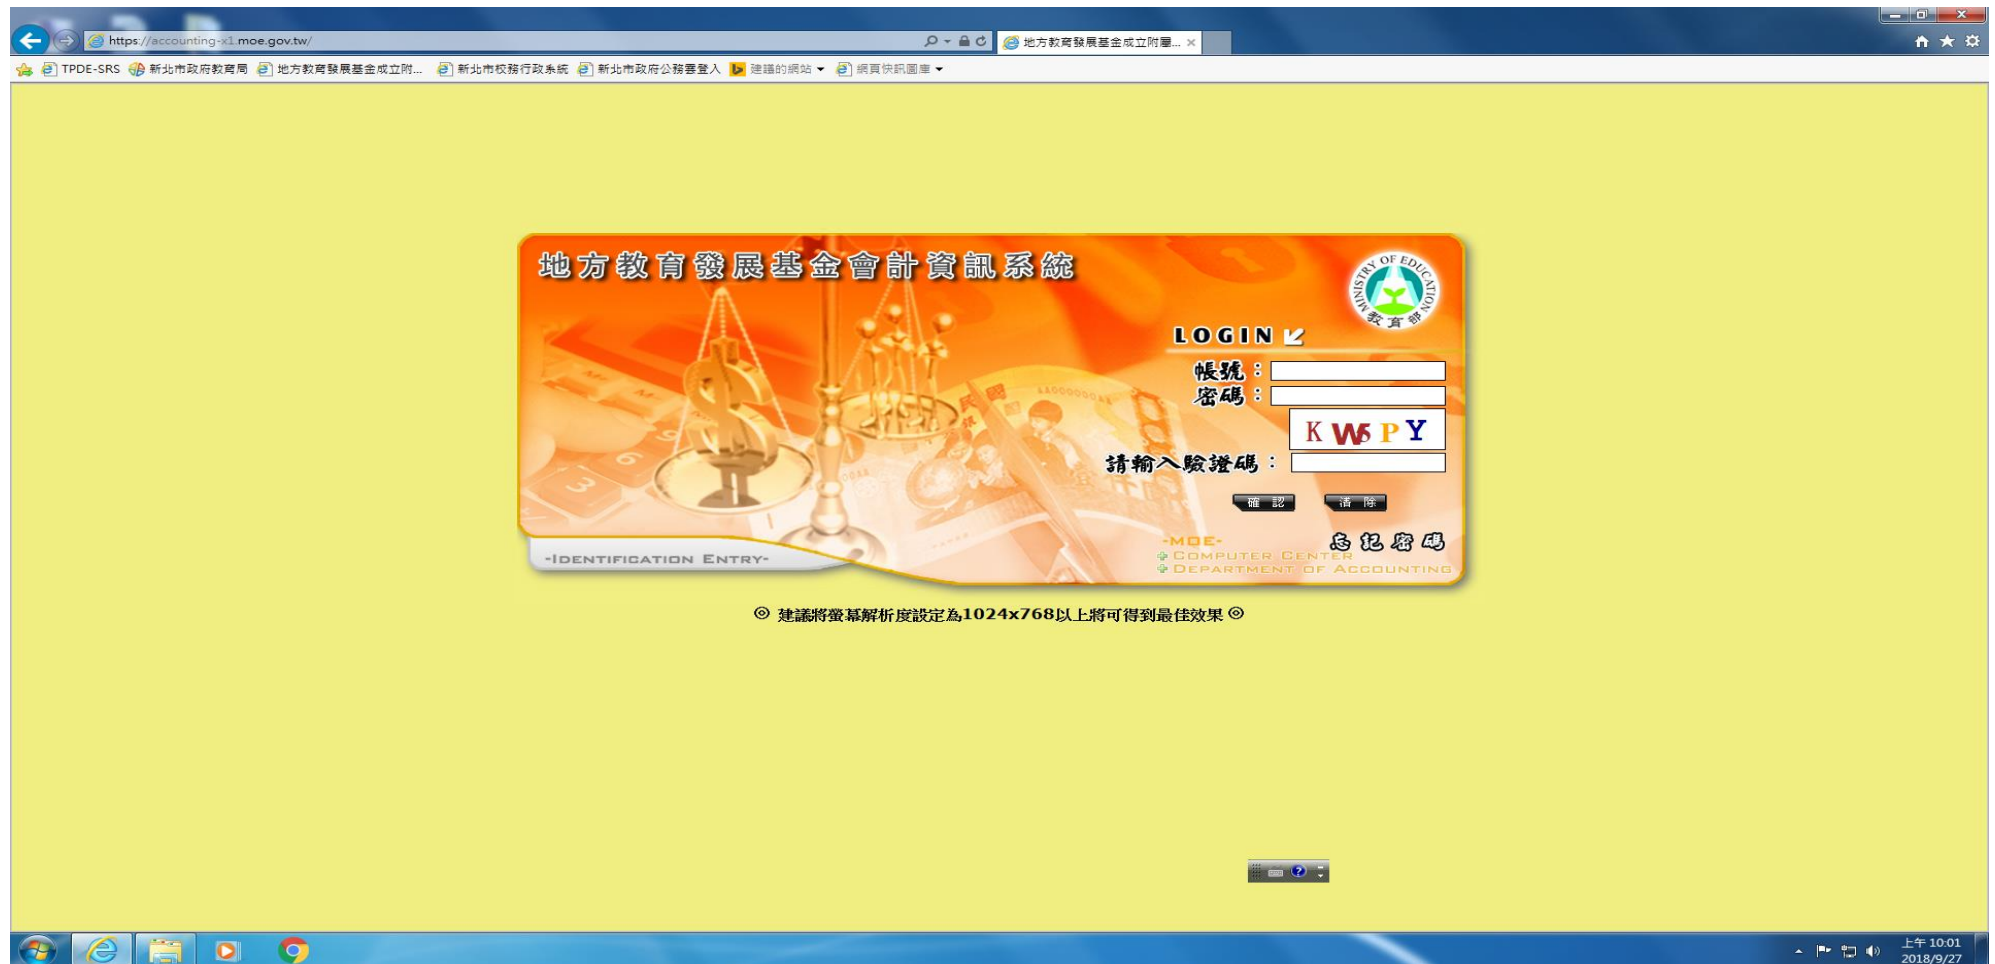 https://accounting-x1.moe.gov.tw/
地方教育發展基金成立附屬...
TPDE-SRS 新北市政府教育局 地方教育發展基金成立附... 新北市校務行政系統 新北市政府公務雲登入 建議的網站 網頁快訊圖庫
地方教育發展基金會計資訊系統
MINISTRY OF EDUCATION
教育部
LOGIN
帳號：
密碼：
請輸入驗證碼：
確 認 清 除
忘記密碼
-MOE-
COMPUTER CENTER
DEPARTMENT OF ACCOUNTING
-IDENTIFICATION ENTRY-
◎ 建議將螢幕解析度設定為1024x768以上將可得到最佳效果 ◎
上午 10:01
2018/9/27